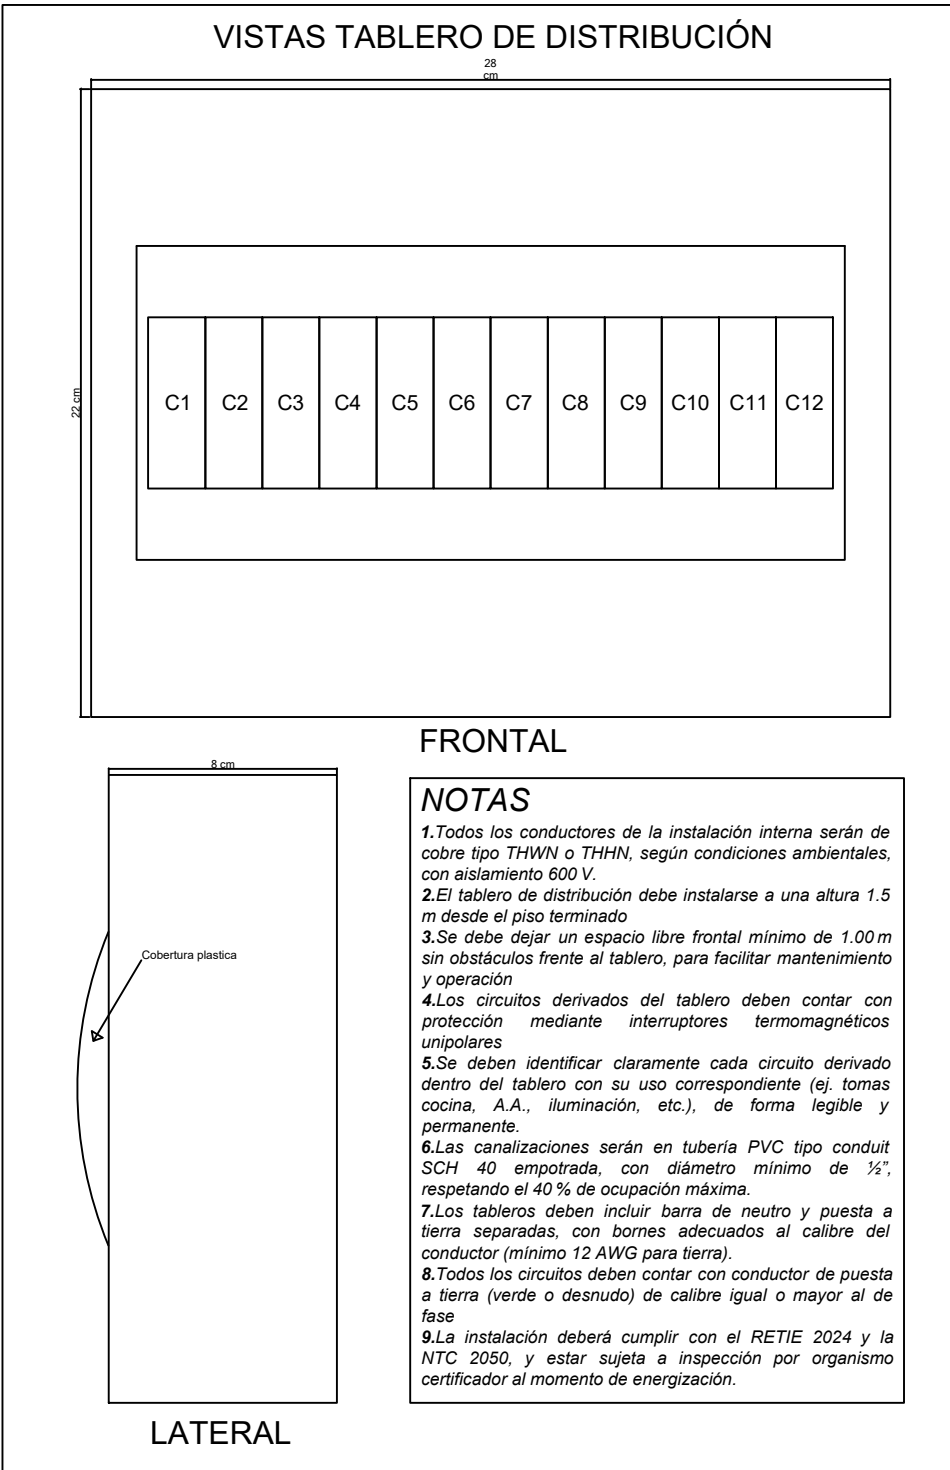 VISTAS TABLERO DE DISTRIBUCIÓN
28
cm
22 cm
C1 C2 C3 C4 C5 C6 C7 C8 C9 C10 C11 C12
FRONTAL
8 cm
Cobertura plastica
LATERAL
NOTAS
1.Todos los conductores de la instalación interna serán de
cobre tipo THWN o THHN, según condiciones ambientales,
con aislamiento 600 V.
2.El tablero de distribución debe instalarse a una altura 1.5
m desde el piso terminado
3.Se debe dejar un espacio libre frontal mínimo de 1.00 m
sin obstáculos frente al tablero, para facilitar mantenimiento
y operación
4.Los circuitos derivados del tablero deben contar con
protección mediante interruptores termomagnéticos
unipolares
5.Se deben identificar claramente cada circuito derivado
dentro del tablero con su uso correspondiente (ej. tomas
cocina, A.A., iluminación, etc.), de forma legible y
permanente.
6.Las canalizaciones serán en tubería PVC tipo conduit
SCH 40 empotrada, con diámetro mínimo de ½”,
respetando el 40 % de ocupación máxima.
7.Los tableros deben incluir barra de neutro y puesta a
tierra separadas, con bornes adecuados al calibre del
conductor (mínimo 12 AWG para tierra).
8.Todos los circuitos deben contar con conductor de puesta
a tierra (verde o desnudo) de calibre igual o mayor al de
fase
9.La instalación deberá cumplir con el RETIE 2024 y la
NTC 2050, y estar sujeta a inspección por organismo
certificador al momento de energización.